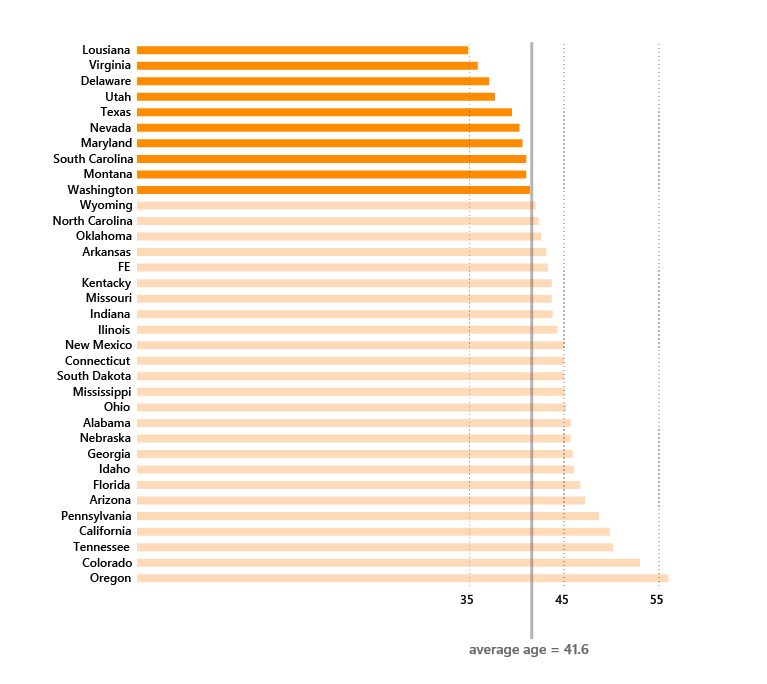 Lousiana
Virginia
Delaware
Utah
Texas
Nevada
Maryland
South Carolina
Montana
Washington
Wyoming
North Carolina
Oklahoma
Arkansas
FE
Kentacky
Missouri
Indiana
Ilinois
New Mexico
Connecticut
South Dakota
Mississippi
Ohio
Alabama
Nebraska
Georgia
Idaho
Florida
Arizona
Pennsylvania
California
Tennessee
Colorado
Oregon
35 45 55
average age = 41.6